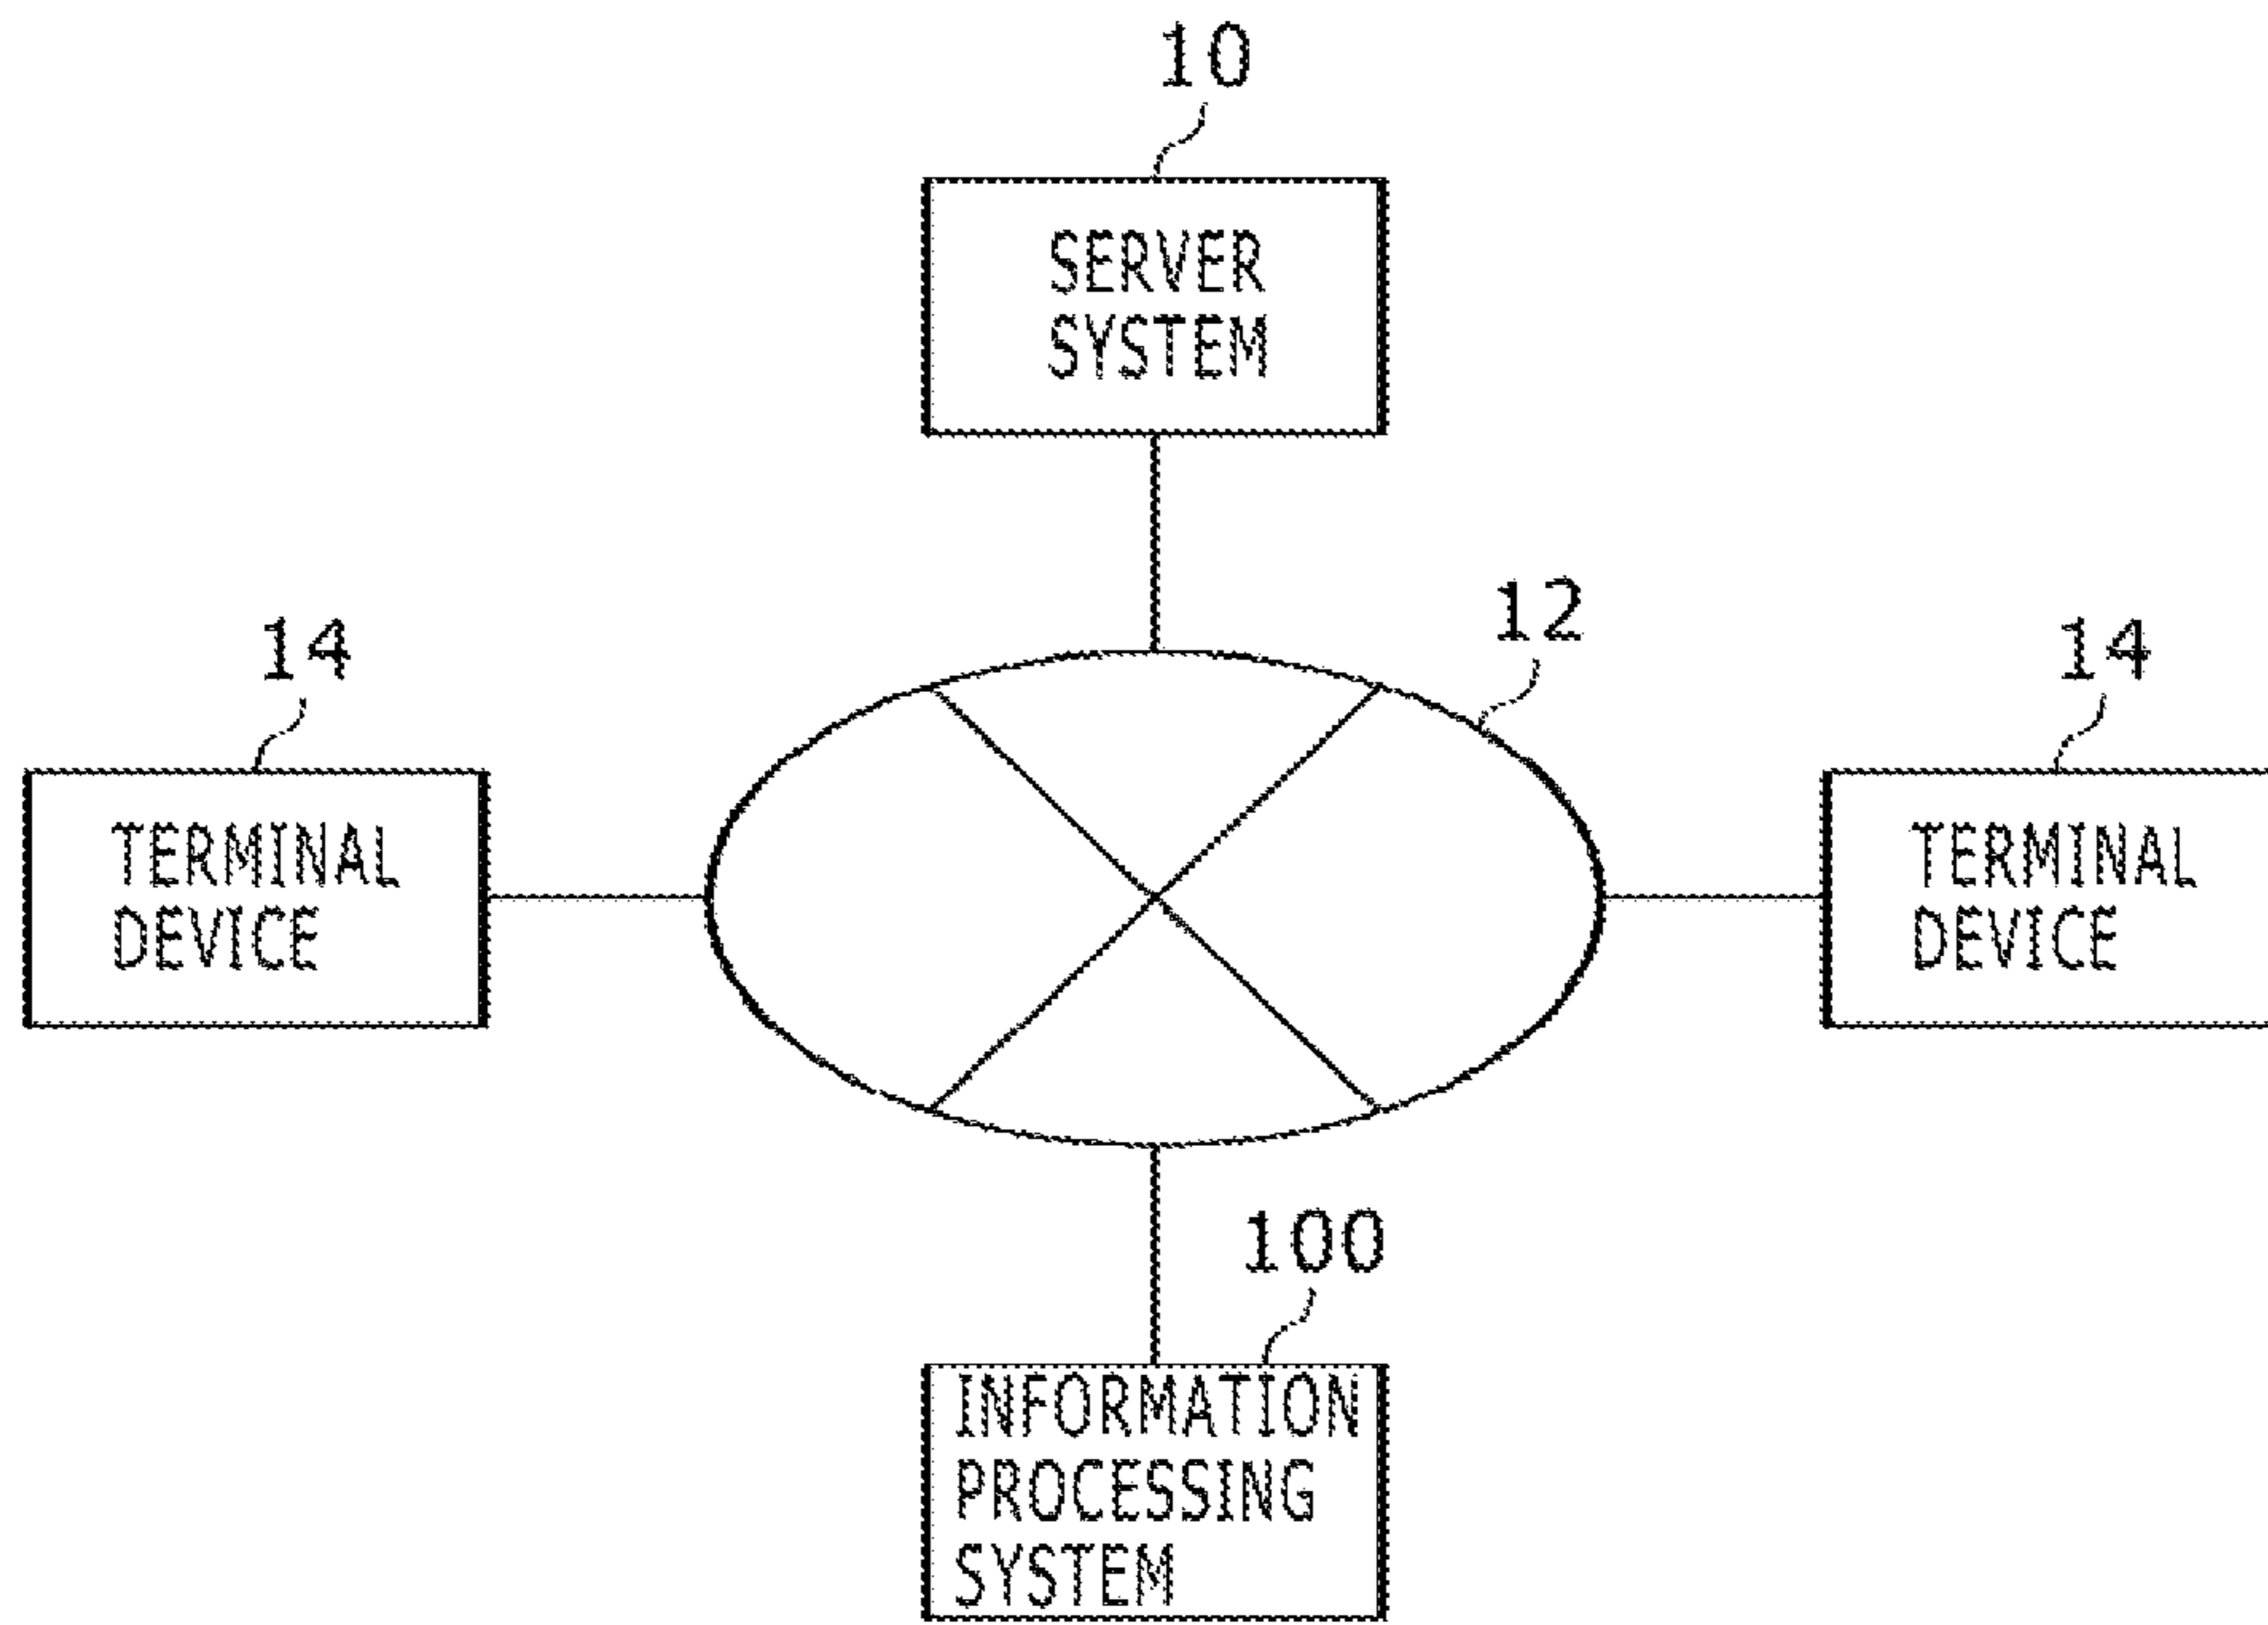 10
SERVER
SYSTEM
12
14
TERMINAL
DEVICE
14
TERMINAL
DEVICE
100
INFORMATION
PROCESSING
SYSTEM